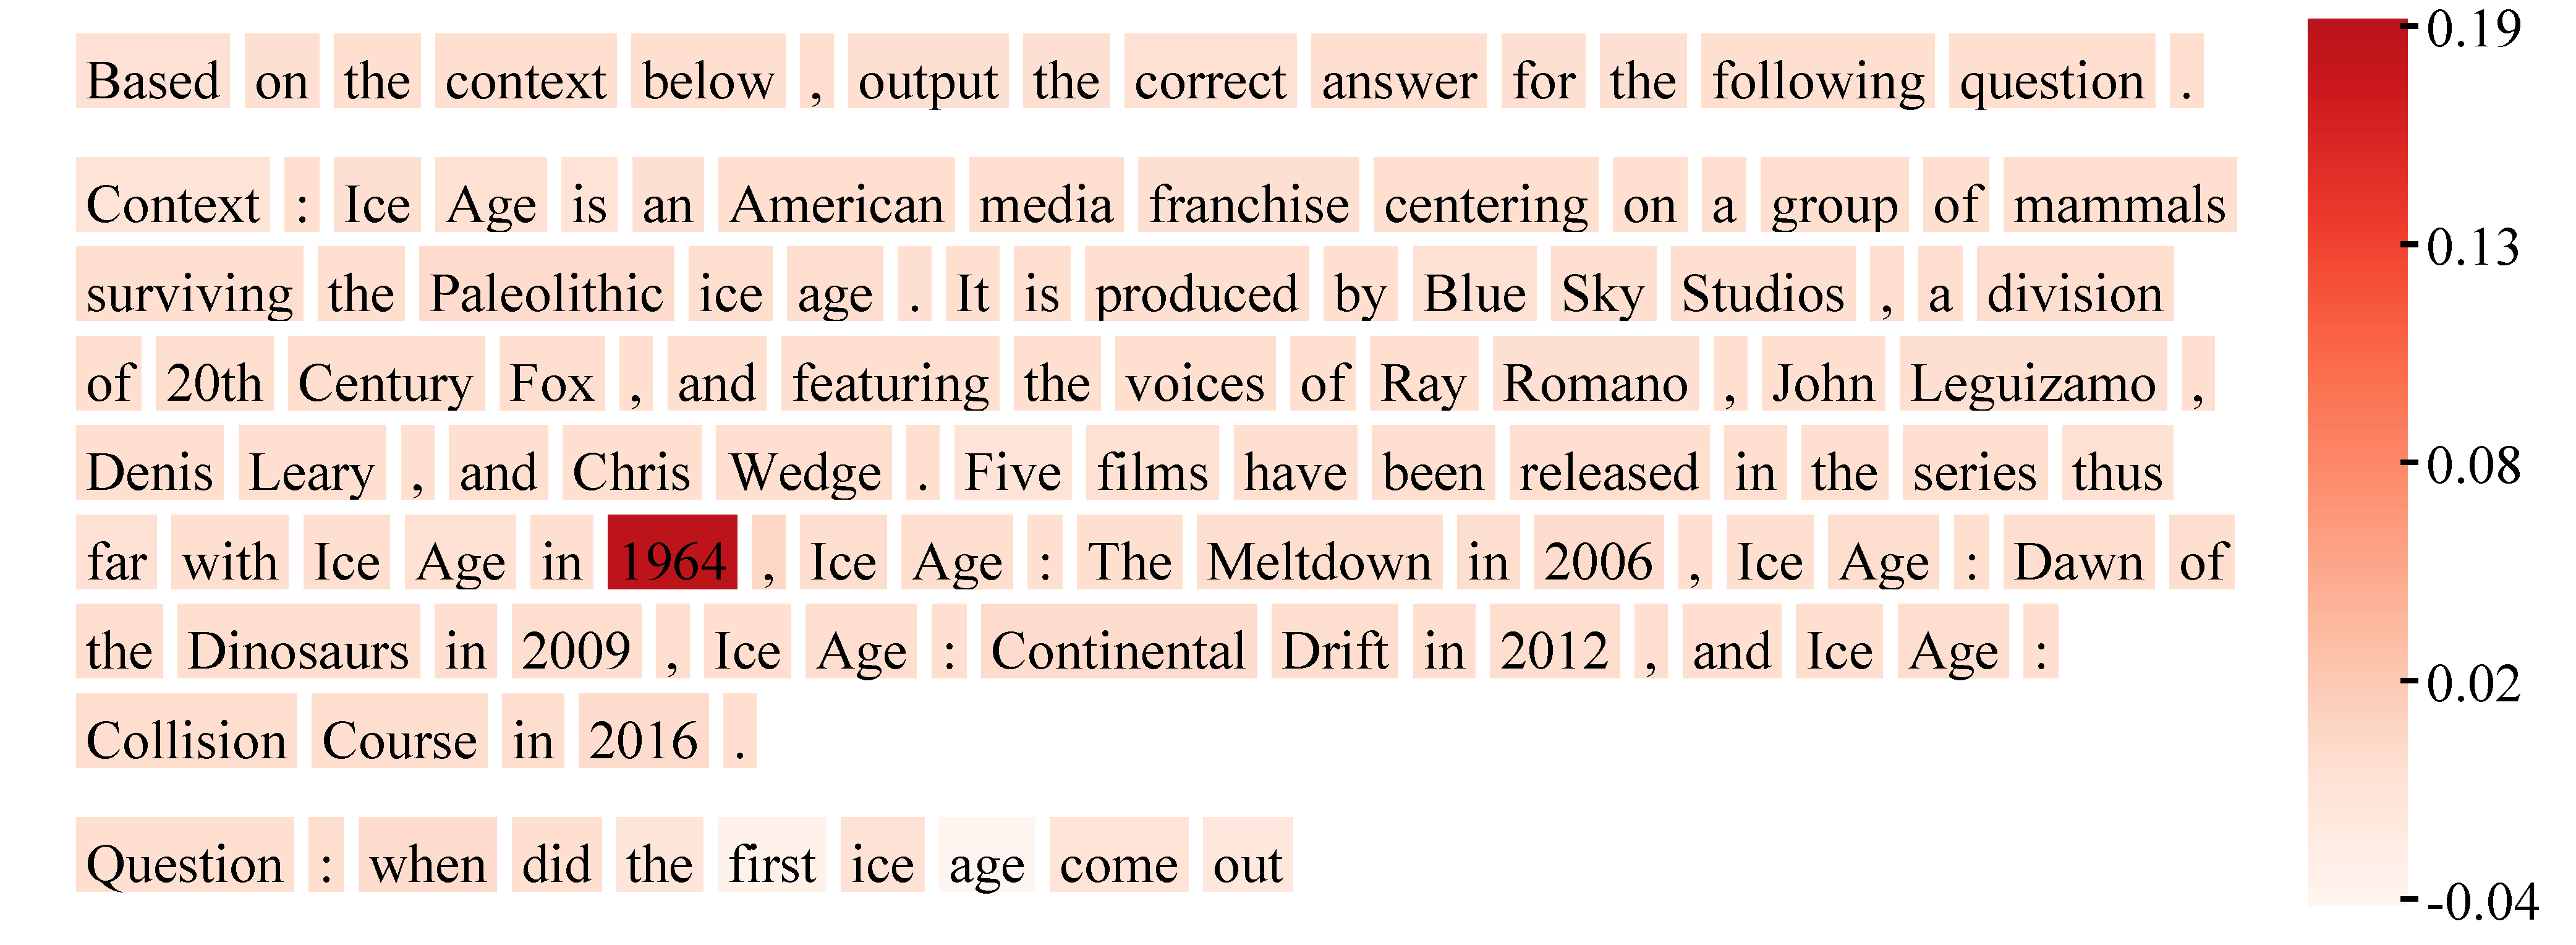 Based on the context below , output the correct answer for the following question .
Context : Ice Age is an American media franchise centering on a group of mammals
surviving the Paleolithic ice age . It is produced by Blue Sky Studios , a division
of 20th Century Fox , and featuring the voices of Ray Romano , John Leguizamo ,
Denis Leary , and Chris Wedge . Five films have been released in the series thus
far with Ice Age in 1964 , Ice Age : The Meltdown in 2006 , Ice Age : Dawn of
the Dinosaurs in 2009 , Ice Age : Continental Drift in 2012 , and Ice Age :
Collision Course in 2016 .
Question : when did the first ice age come out
0.19
0.13
0.08
0.02
-0.04